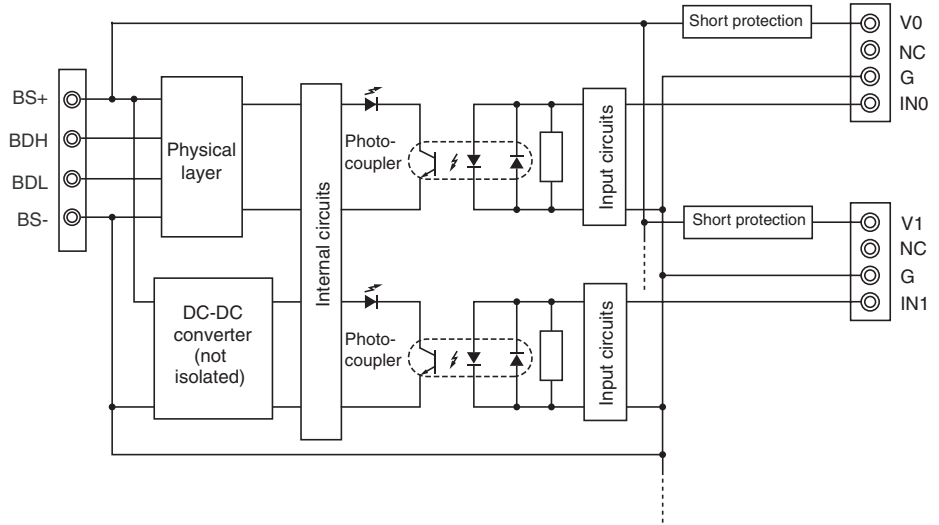 Short protection
V0
NC
G
IN0
BS+
BDH
BDL
BS-
Physical
layer
Internal circuits
Photo-
coupler
Input circuits
Short protection
V1
NC
G
IN1
DC-DC
converter
(not
isolated)
Photo-
coupler
Input circuits